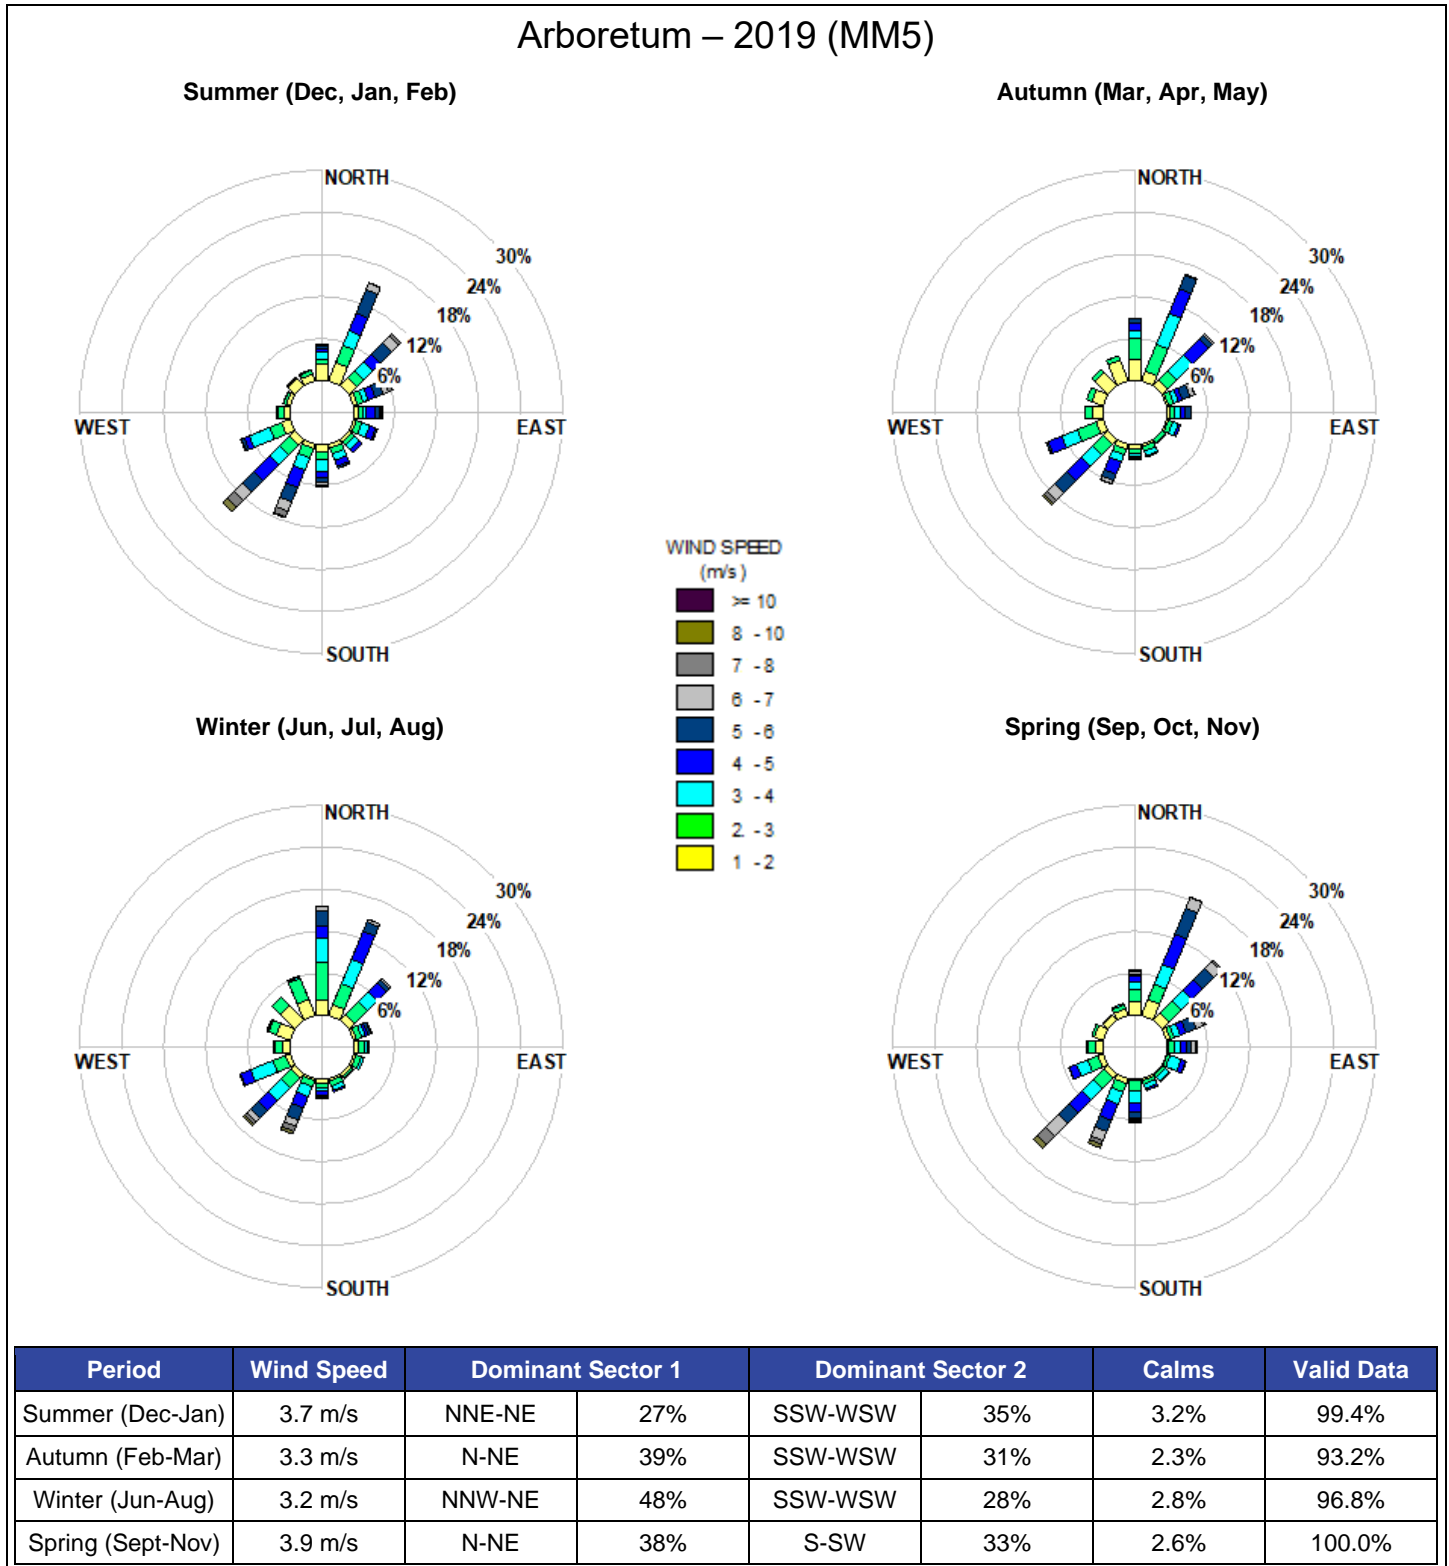 Arboretum – 2019 (MM5)
Summer (Dec, Jan, Feb)
Autumn (Mar, Apr, May)
NORTH
30%
24%
18%
12%
6%
WEST
EAST
SOUTH
NORTH
30%
24%
18%
12%
6%
WEST
EAST
SOUTH
WIND SPEED
(m/s)
>= 10
8 - 10
7 - 8
6 - 7
5 - 6
4 - 5
3 - 4
2 - 3
1 - 2
Winter (Jun, Jul, Aug)
Spring (Sep, Oct, Nov)
NORTH
30%
24%
18%
12%
6%
WEST
EAST
SOUTH
NORTH
30%
24%
18%
12%
6%
WEST
EAST
SOUTH
Period Wind Speed Dominant Sector 1 Dominant Sector 2 Calms Valid Data
Summer (Dec-Jan) 3.7 m/s NNE-NE 27% SSW-WSW 35% 3.2% 99.4%
Autumn (Feb-Mar) 3.3 m/s N-NE 39% SSW-WSW 31% 2.3% 93.2%
Winter (Jun-Aug) 3.2 m/s NNW-NE 48% SSW-WSW 28% 2.8% 96.8%
Spring (Sept-Nov) 3.9 m/s N-NE 38% S-SW 33% 2.6% 100.0%